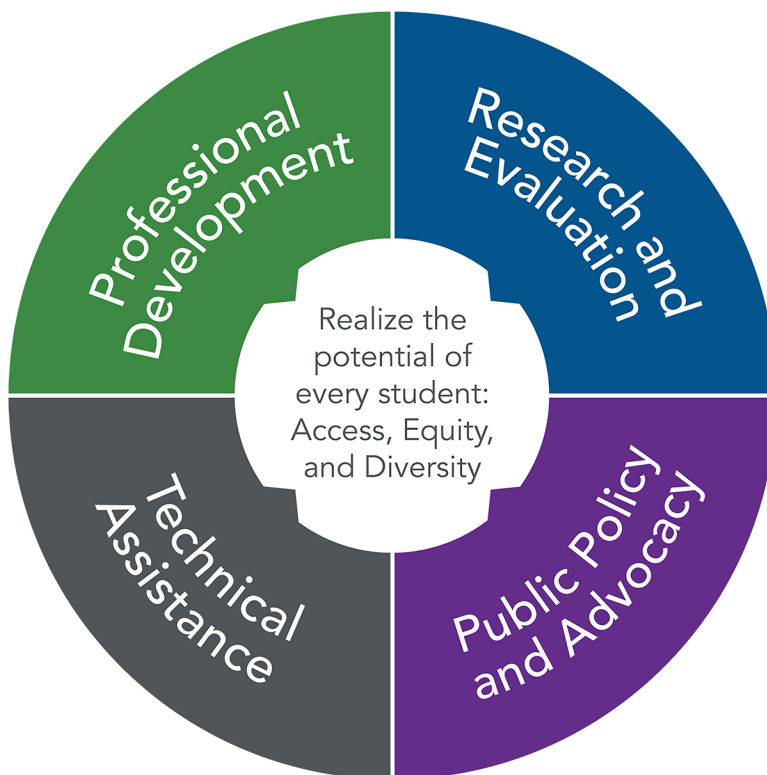 Professional
Development
Research and
Evaluation
Realize the
potential of
every student:
Access, Equity,
and Diversity
Technical
Assistance
Public Policy
and Advocacy